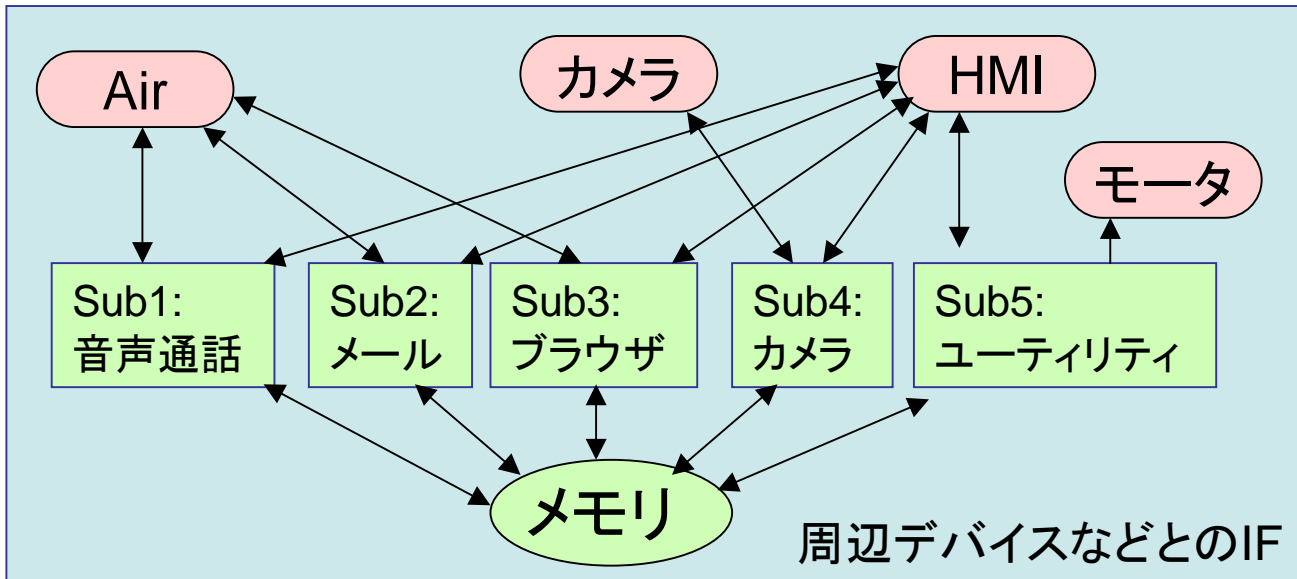 Air
カメラ
HMI
モータ
Sub1:
音声通話
Sub2:
メール
Sub3:
ブラウザ
Sub4:
カメラ
Sub5:
ユーティリティ
メモリ
周辺デバイスなどとのIF